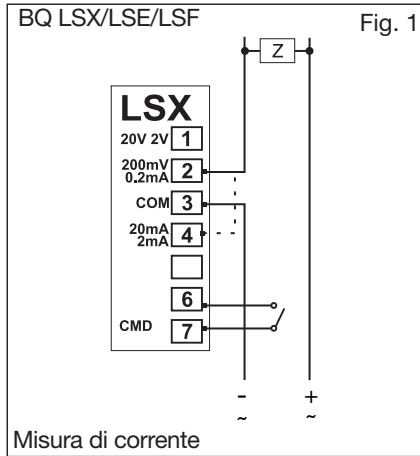 BQ LSX/LSE/LSF
Fig. 1
Z
LSX
20V 2V 1
200mV
0.2mA 2
COM 3
20mA
2mA 4
6
CMD 7
- +
~ ~
Misura di corrente